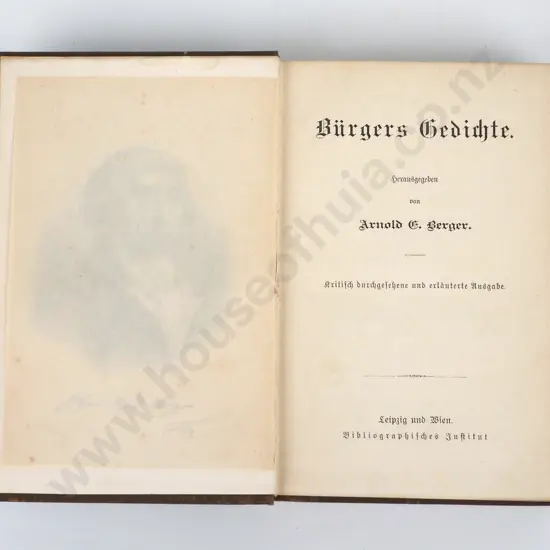 Bürgers Gedichte.
Herausgegeben
von
Arnold E. Berger.
Kritisch durchgesehene und erläuterte Ausgabe.
Leipzig und Wien.
Bibliographisches Institut
www.houseofhuia.co.nz